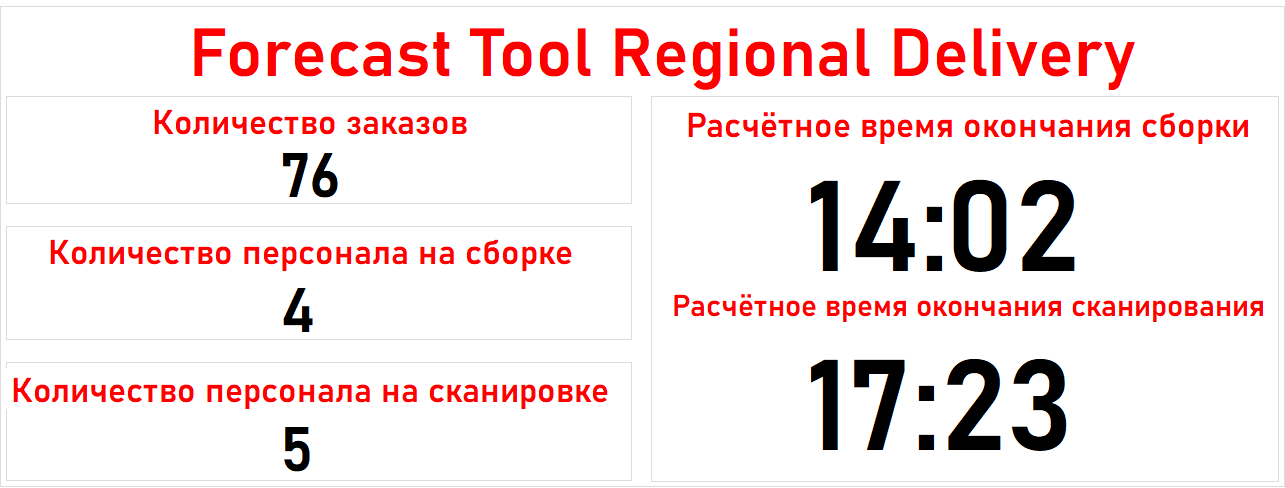 Forecast Tool Regional Delivery
Количество заказов
76
Количество персонала на сборке
4
Количество персонала на сканировке
5
Расчётное время окончания сборки
14:02
Расчётное время окончания сканирования
17:23